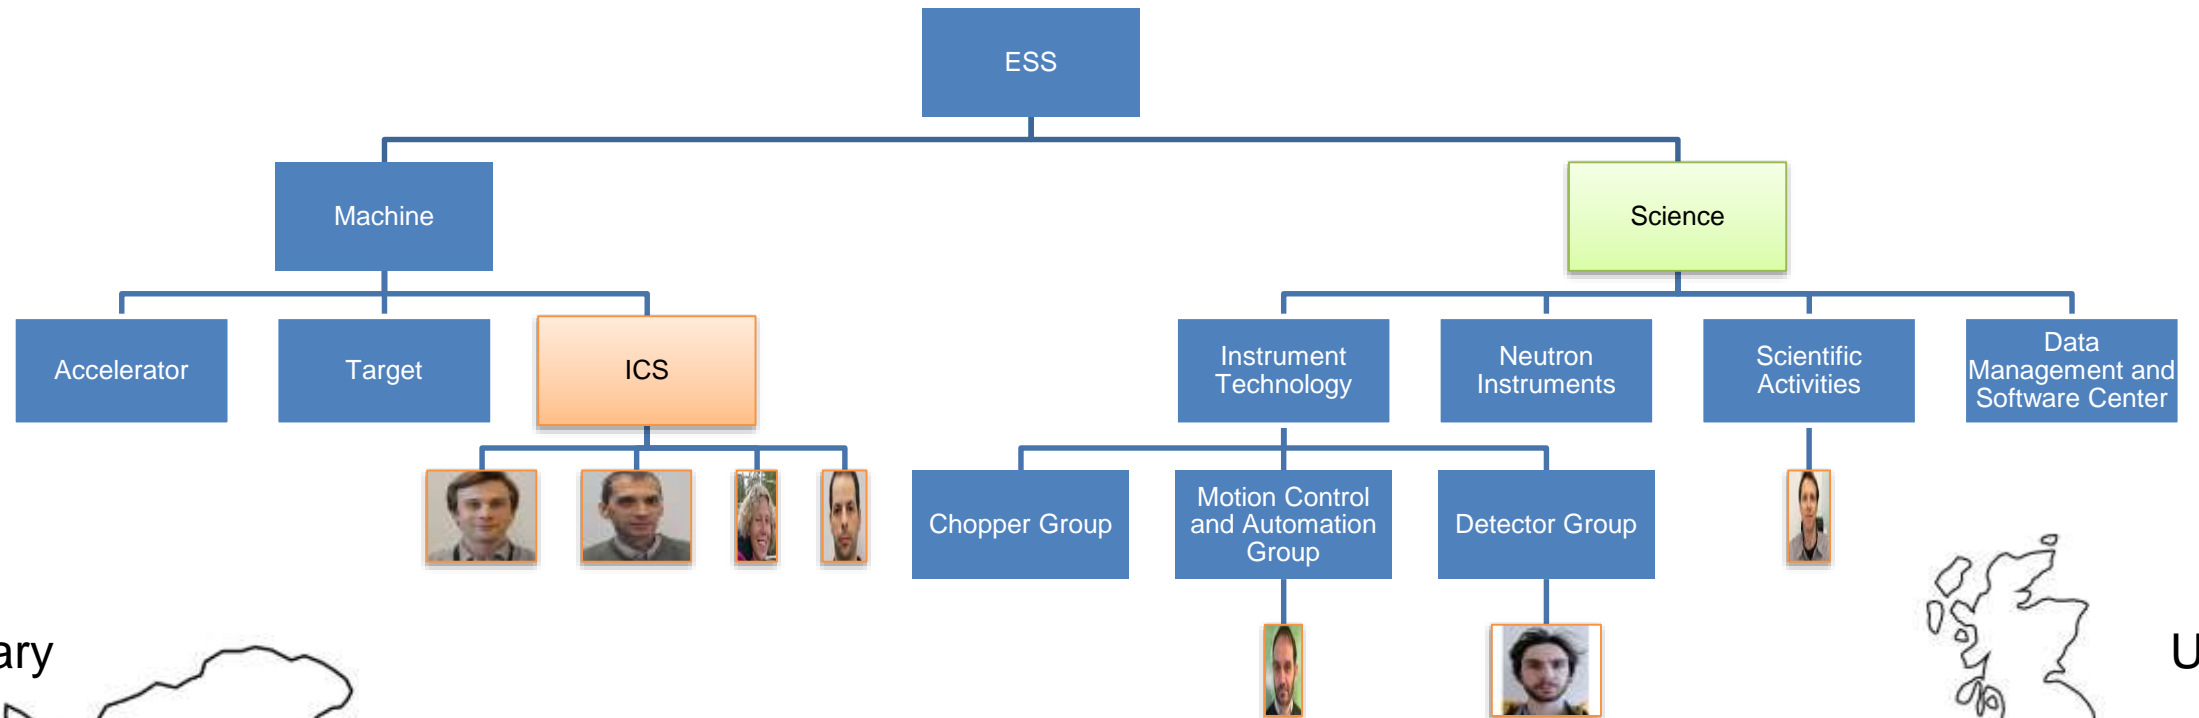 ESS
Machine
Science
Accelerator
Target
ICS
Instrument
Technology
Neutron
Instruments
Scientific
Activities
Data
Management and
Software Center
Chopper Group
Motion Control
and Automation
Group
Detector Group
ary
U